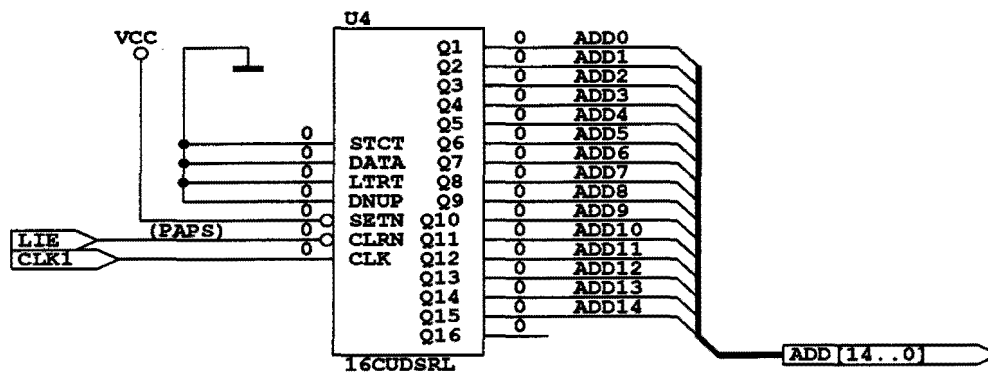 U4
VCC
0 STCT
0 DATA
0 LTRT
0 DNUP
0 SETN
LIE (PAPS) 0 CLRN
CLK1 0 CLK
Q1 0 ADD0
Q2 0 ADD1
Q3 0 ADD2
Q4 0 ADD3
Q5 0 ADD4
Q6 0 ADD5
Q7 0 ADD6
Q8 0 ADD7
Q9 0 ADD8
Q10 0 ADD9
Q11 0 ADD10
Q12 0 ADD11
Q13 0 ADD12
Q14 0 ADD13
Q15 0 ADD14
Q16 0
16CUDSRL
ADD[14..0]